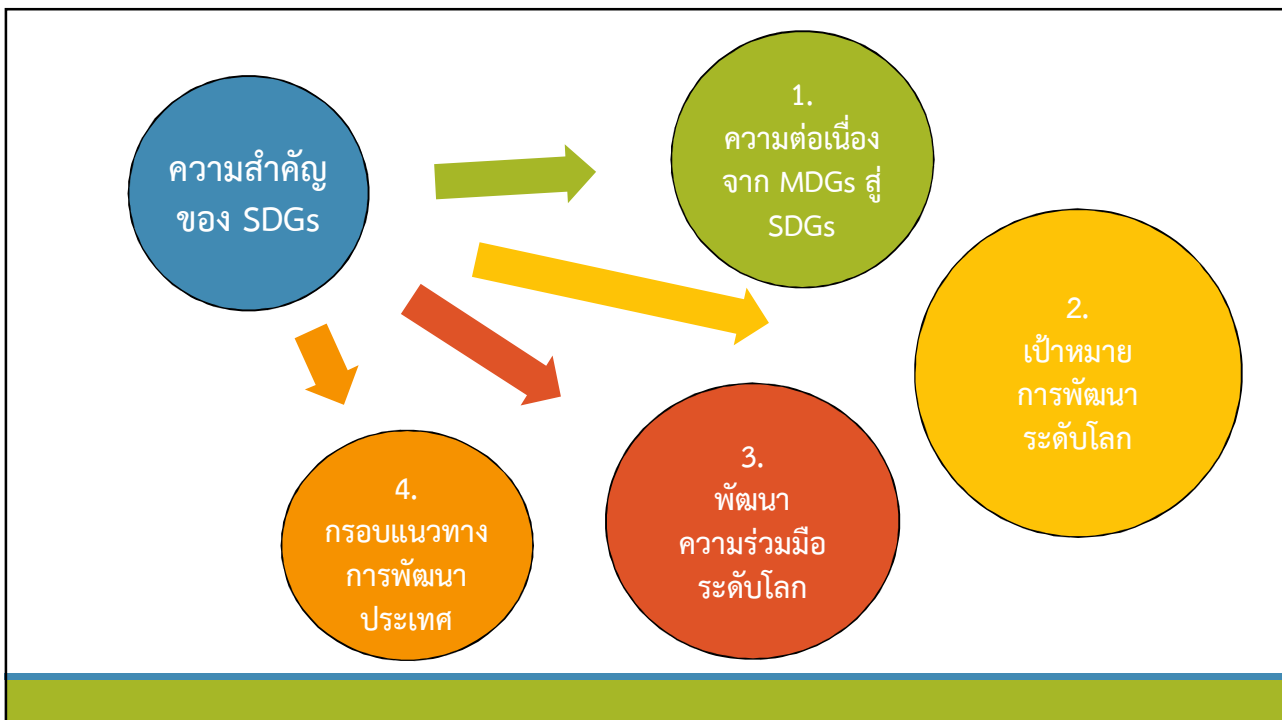 ความสำคัญ
ของ SDGs
1.
ความต่อเนื่อง
จาก MDGs สู่
SDGs
2.
เป้าหมาย
การพัฒนา
ระดับโลก
3.
พัฒนา
ความร่วมมือ
ระดับโลก
4.
กรอบแนวทาง
การพัฒนา
ประเทศ